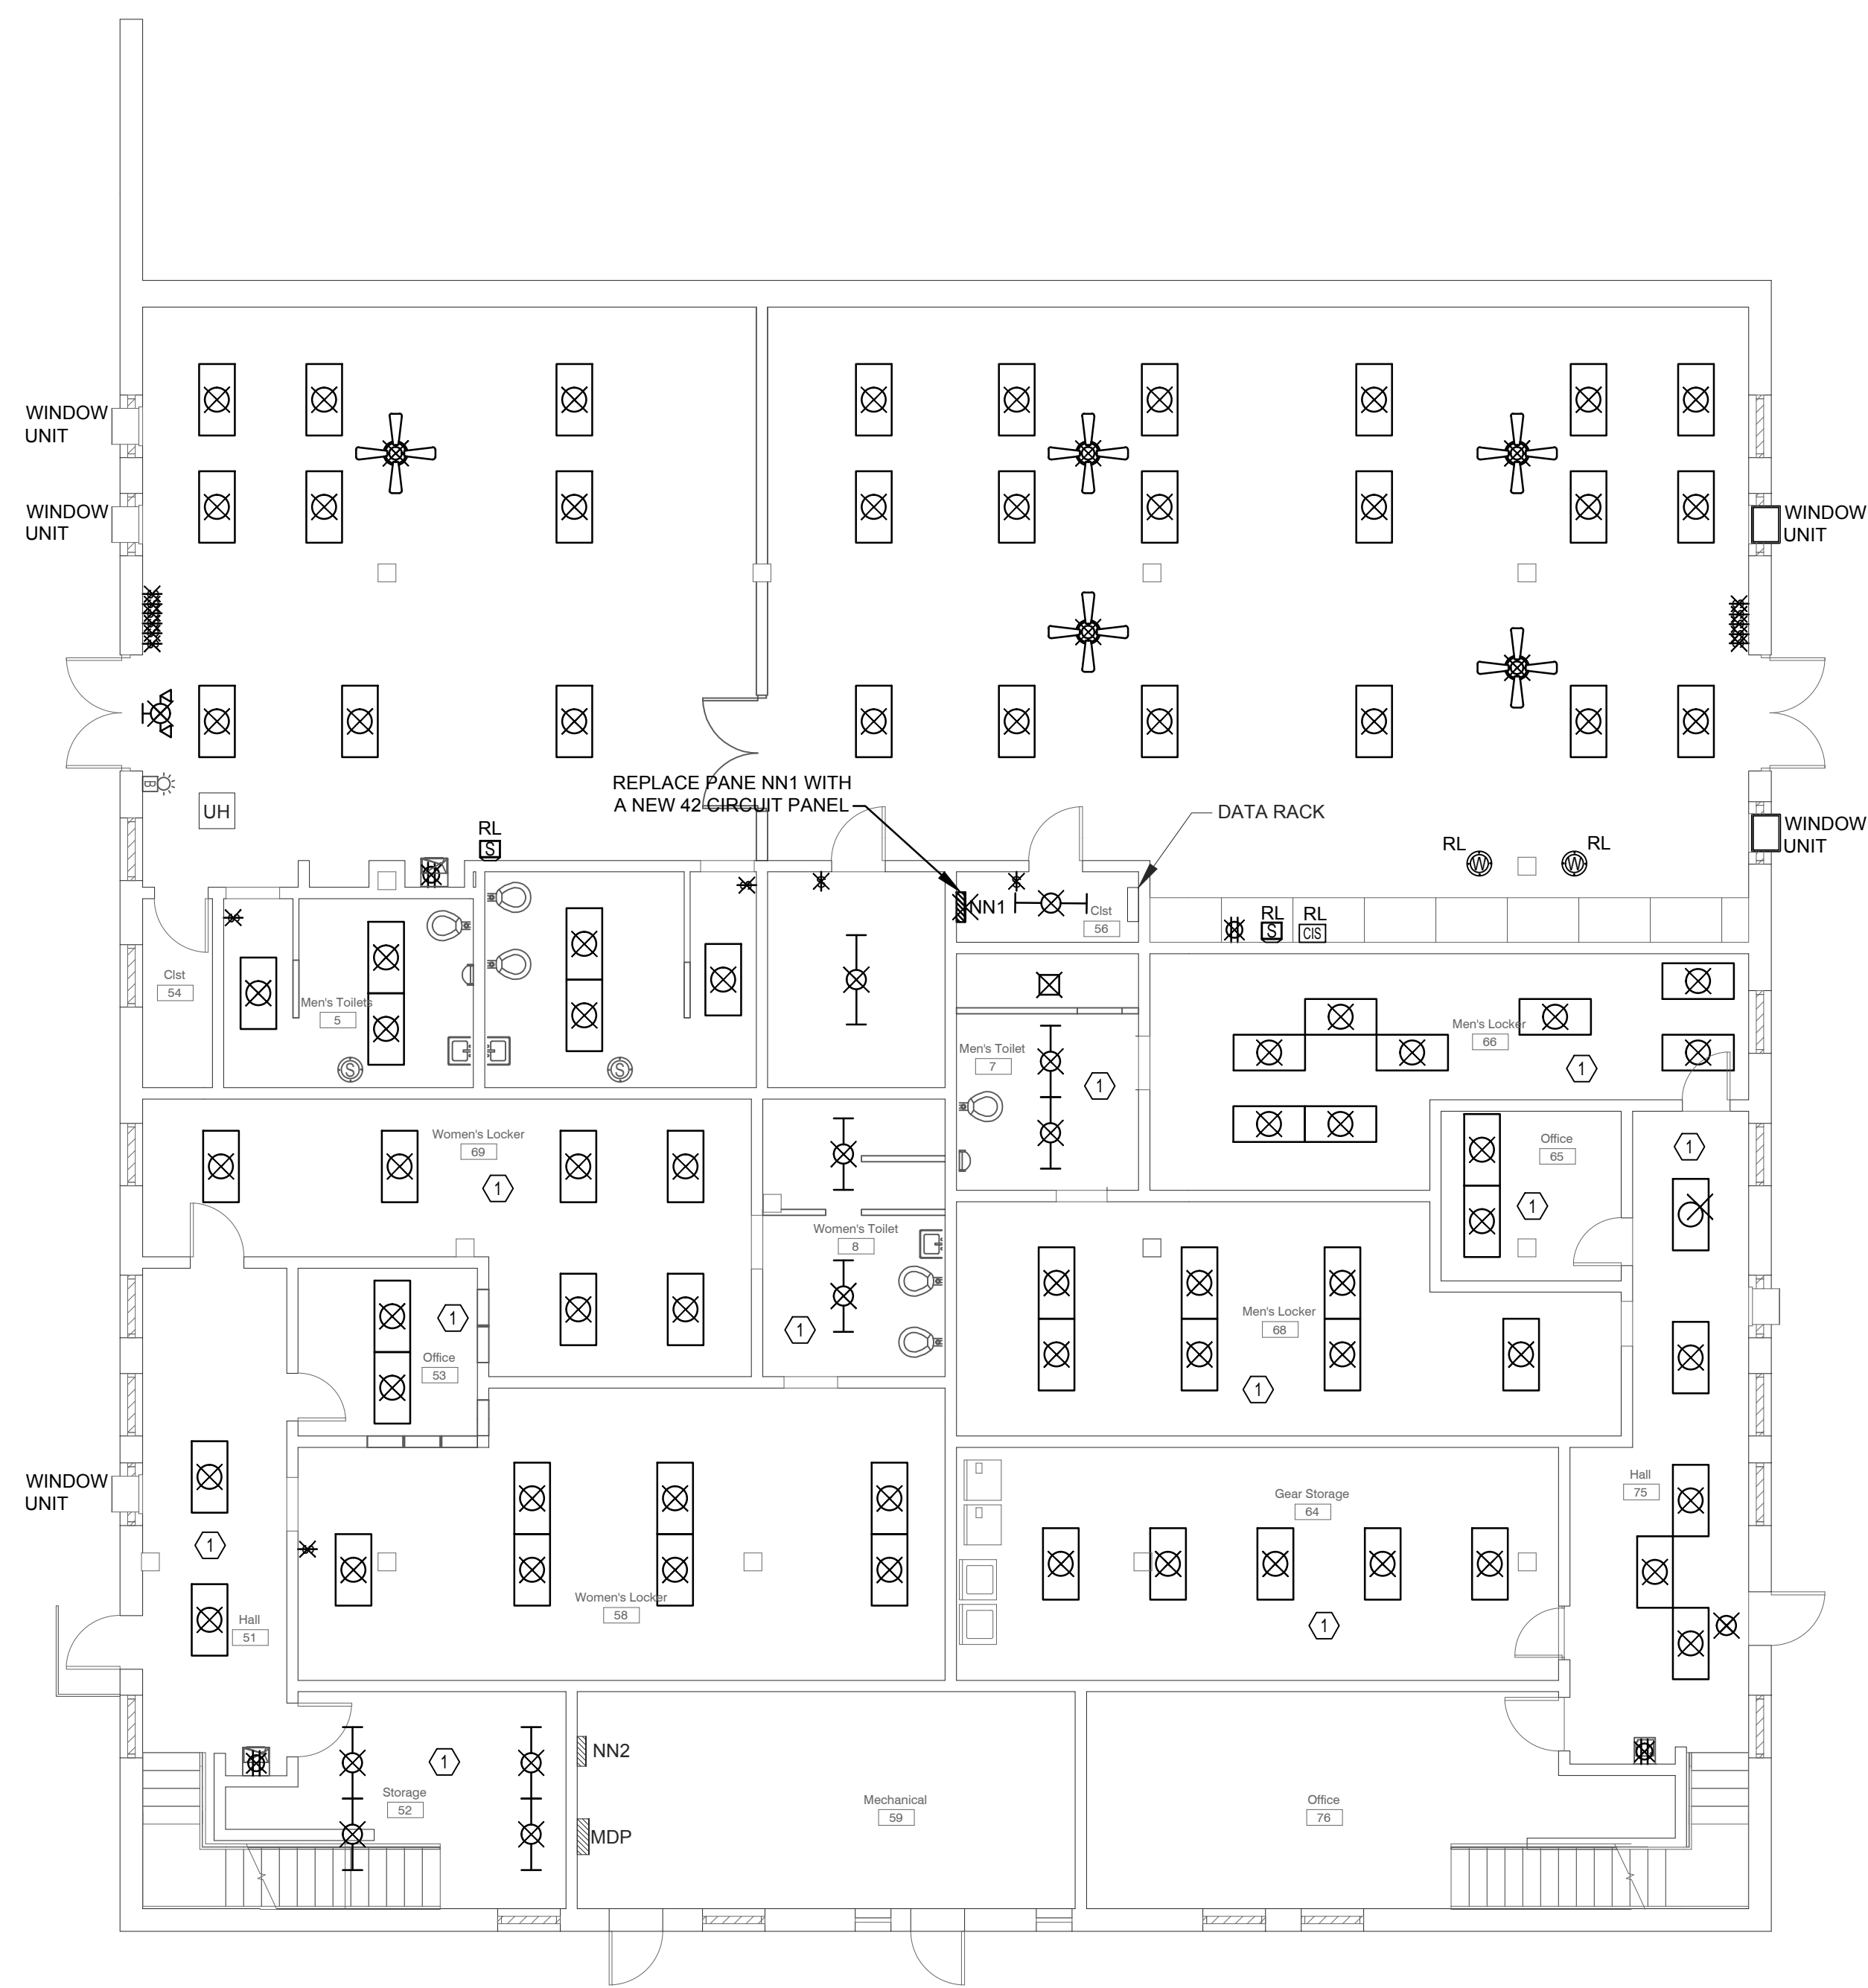 WINDOW
UNIT
WINDOW
UNIT
WINDOW
UNIT
REPLACE PANE NN1 WITH
A NEW 42 CIRCUIT PANEL
DATA RACK
UH
B
RL
S
RL
W
RL
W
WINDOW
UNIT
NN1
Clst
56
RL
S
RL
CIS
Clst
54
Men's Toilets
5
S
S
Men's Toilet
7
1
Men's Locker
66
1
Women's Locker
69
1
Office
65
1
1
Women's Toilet
8
1
Office
53
1
Men's Locker
68
1
WINDOW
UNIT
1
Hall
51
Women's Locker
58
Gear Storage
64
1
Hall
75
NN2
1
Storage
52
MDP
Mechanical
59
Office
76